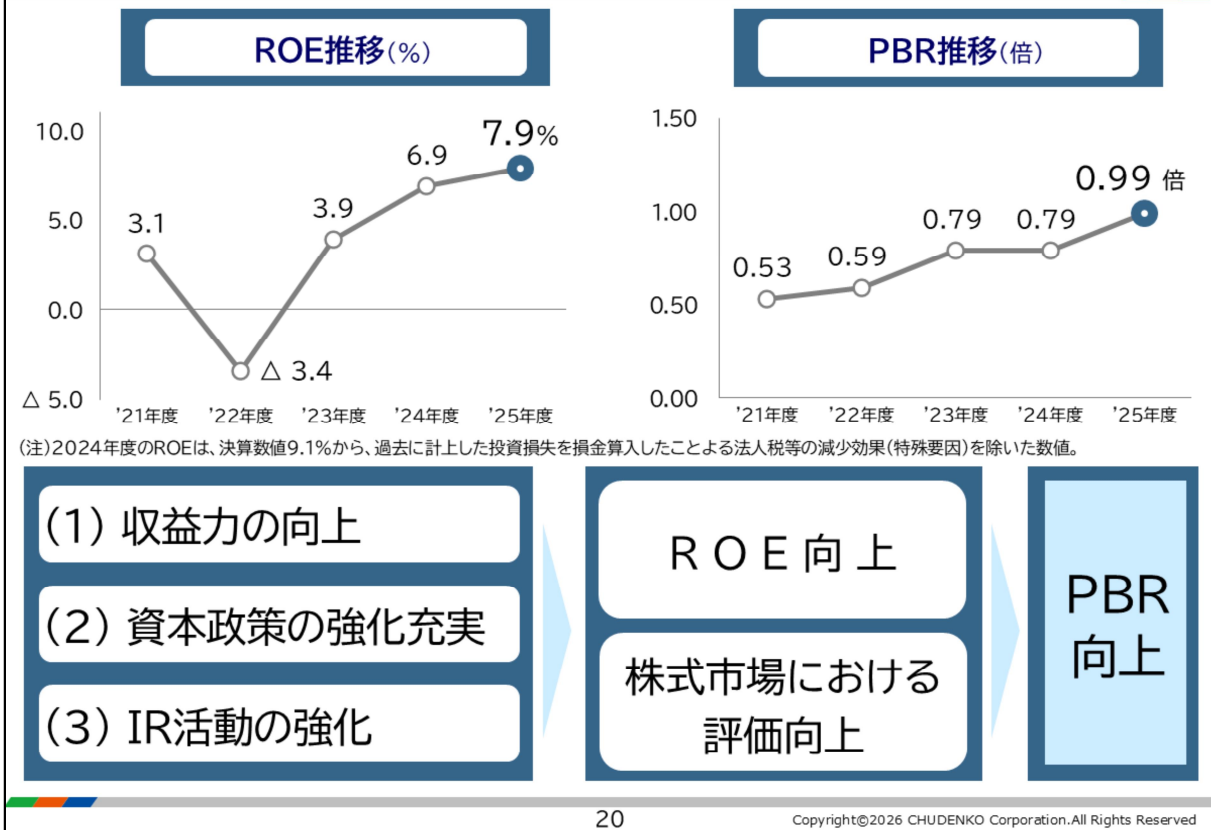 ROE推移(%)
10.0
5.0
0.0
△ 5.0
3.1
△ 3.4
3.9
6.9
7.9%
'21年度
'22年度
'23年度
'24年度
'25年度
PBR推移(倍)
1.50
1.00
0.50
0.00
0.53
0.59
0.79
0.79
0.99 倍
'21年度
'22年度
'23年度
'24年度
'25年度
(注)2024年度のROEは、決算数値9.1%から、過去に計上した投資損失を損金算入したことよる法人税等の減少効果(特殊要因)を除いた数値。
(1) 収益力の向上
(2) 資本政策の強化充実
(3) IR活動の強化
ROE向上
株式市場における
評価向上
PBR
向上
20
Copyright©2026 CHUDENKO Corporation.All Rights Reserved